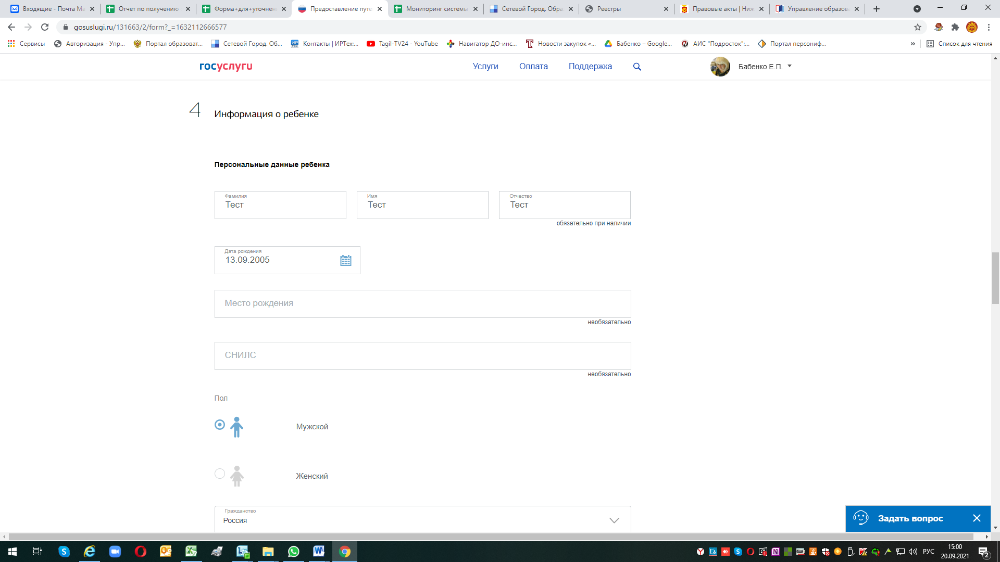 Входящие - Почта Ма
Отчет по получению
Форма+для+уточнен
Предоставление путе
Мониторинг системы
Сетевой Город. Обра
Реестры
Правовые акты | Ниж
Управление образова
gosuslugi.ru/131663/2/form?_=1632112666577
Сервисы
Авторизация - Упр...
Портал образоват...
Сетевой Город. Об...
Контакты | ИРТех:...
Tagil-TV24 - YouTube
Навигатор ДО-инс...
Новости закупок «...
Бабенко – Google...
АИС "Подросток":...
Портал персониф...
»
Список для чтения
госуслуги
Услуги
Оплата
Поддержка
Бабенко Е.П.
4
Информация о ребенке
Персональные данные ребенка
Фамилия
Тест
Имя
Тест
Отчество
Тест
обязательно при наличии
Дата рождения
13.09.2005
Место рождения
необязательно
СНИЛС
необязательно
Пол
Мужской
Женский
Гражданство
Россия
Задать вопрос
РУС
15:00
20.09.2021
2